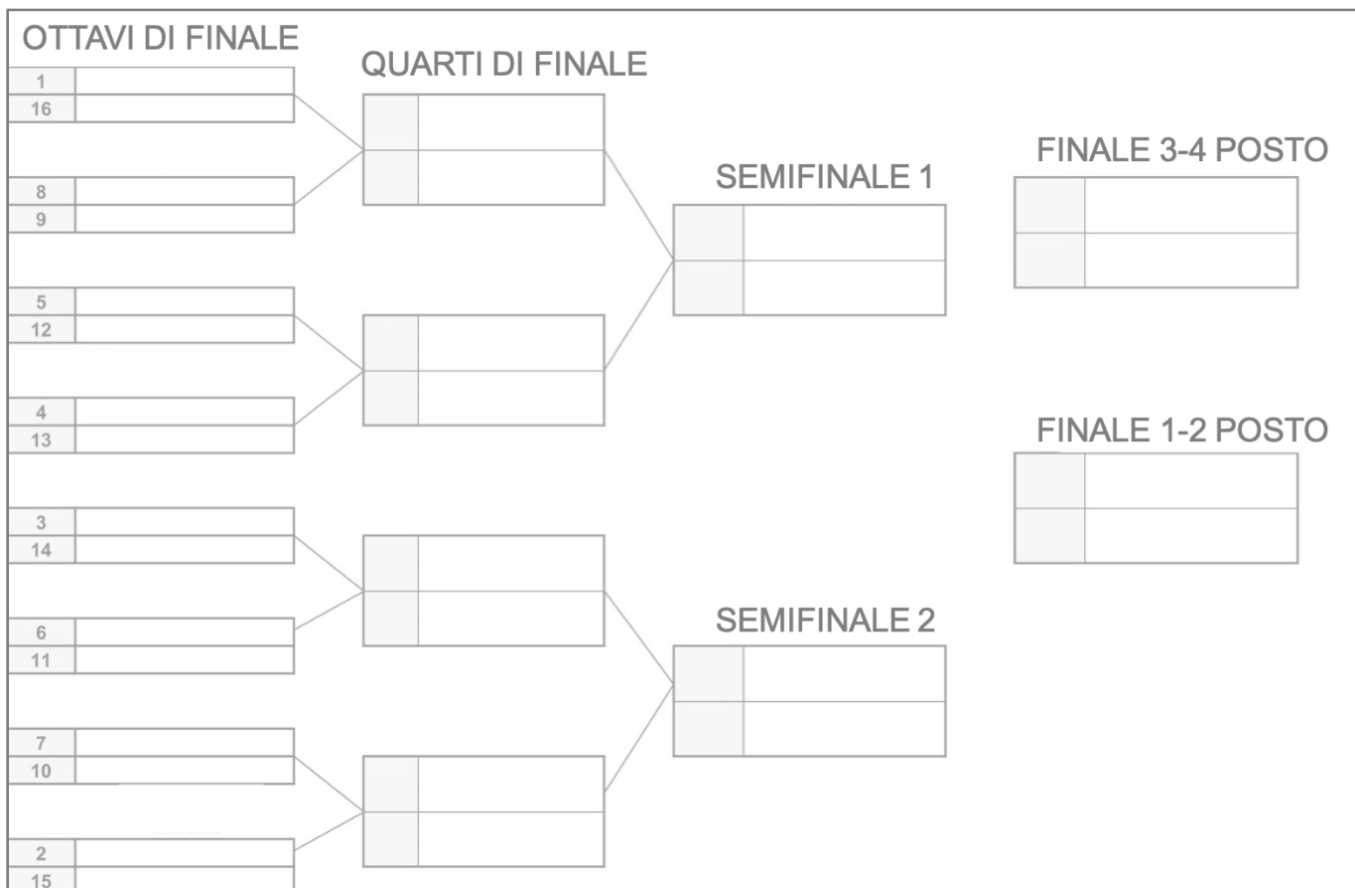 OTTAVI DI FINALE
1
16
8
9
5
12
4
13
3
14
6
11
7
10
2
15
QUARTI DI FINALE
SEMIFINALE 1
SEMIFINALE 2
FINALE 3-4 POSTO
FINALE 1-2 POSTO